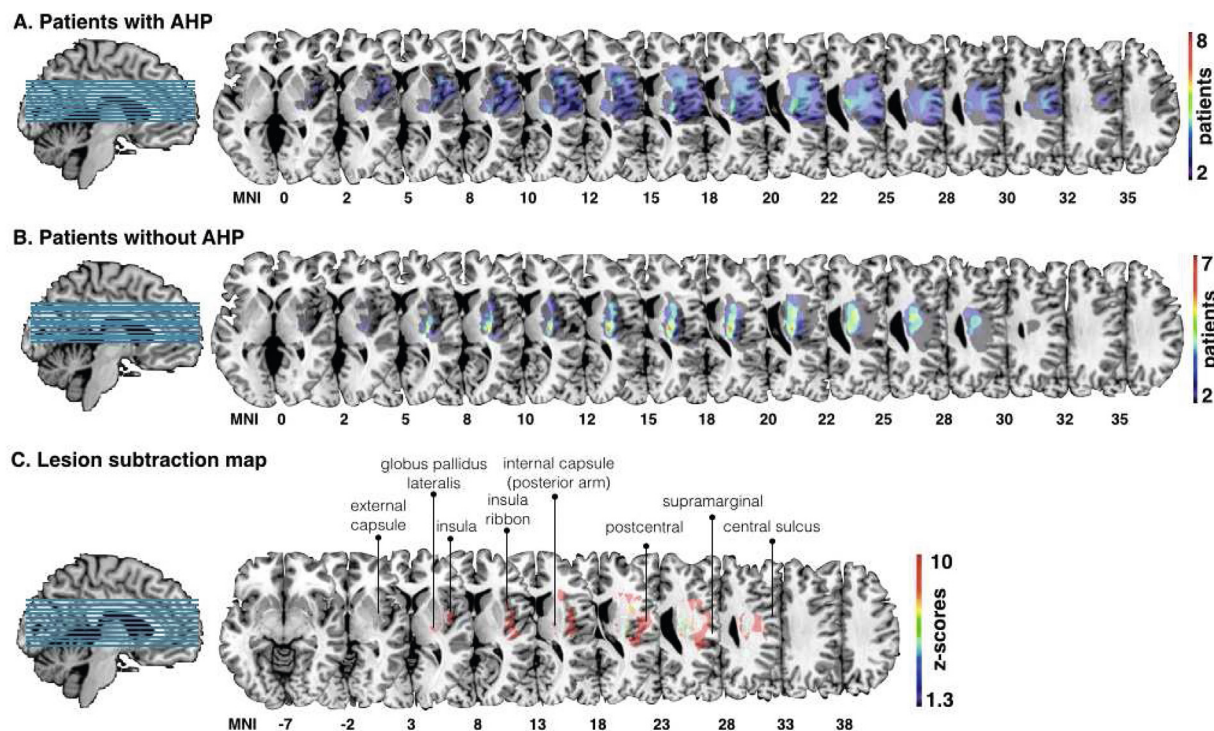 A. Patients with AHP
8
patients
2
MNI 0 2 5 8 10 12 15 18 20 22 25 28 30 32 35
B. Patients without AHP
7
patients
2
MNI 0 2 5 8 10 12 15 18 20 22 25 28 30 32 35
C. Lesion subtraction map
external
capsule
globus pallidus
lateralis
insula
insula
ribbon
internal capsule
(posterior arm)
postcentral
supramarginal
central sulcus
10
z-scores
1.3
MNI -7 -2 3 8 13 18 23 28 33 38